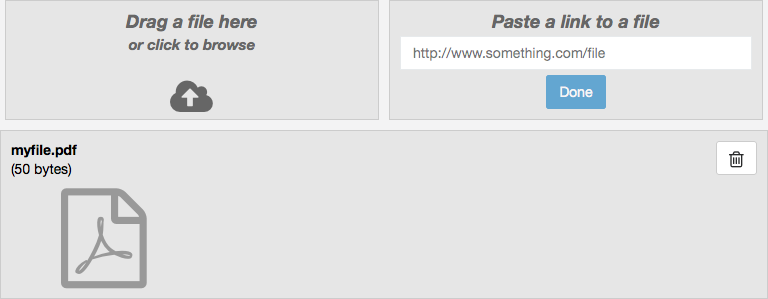 Drag a file here
or click to browse
Paste a link to a file
http://www.something.com/file
Done
myfile.pdf
(50 bytes)